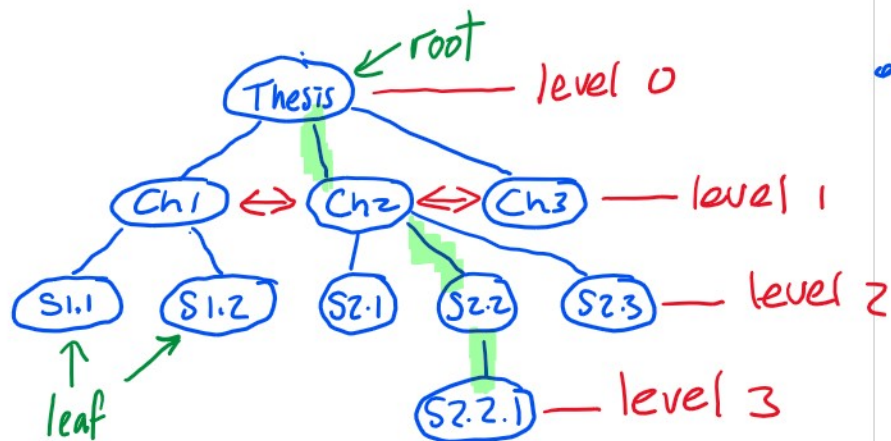 root
Thesis level 0
Ch1 Ch2 Ch3 level 1
S1.1 S1.2 S2.1 S2.2 S2.3 level 2
leaf S2.2.1 level 3